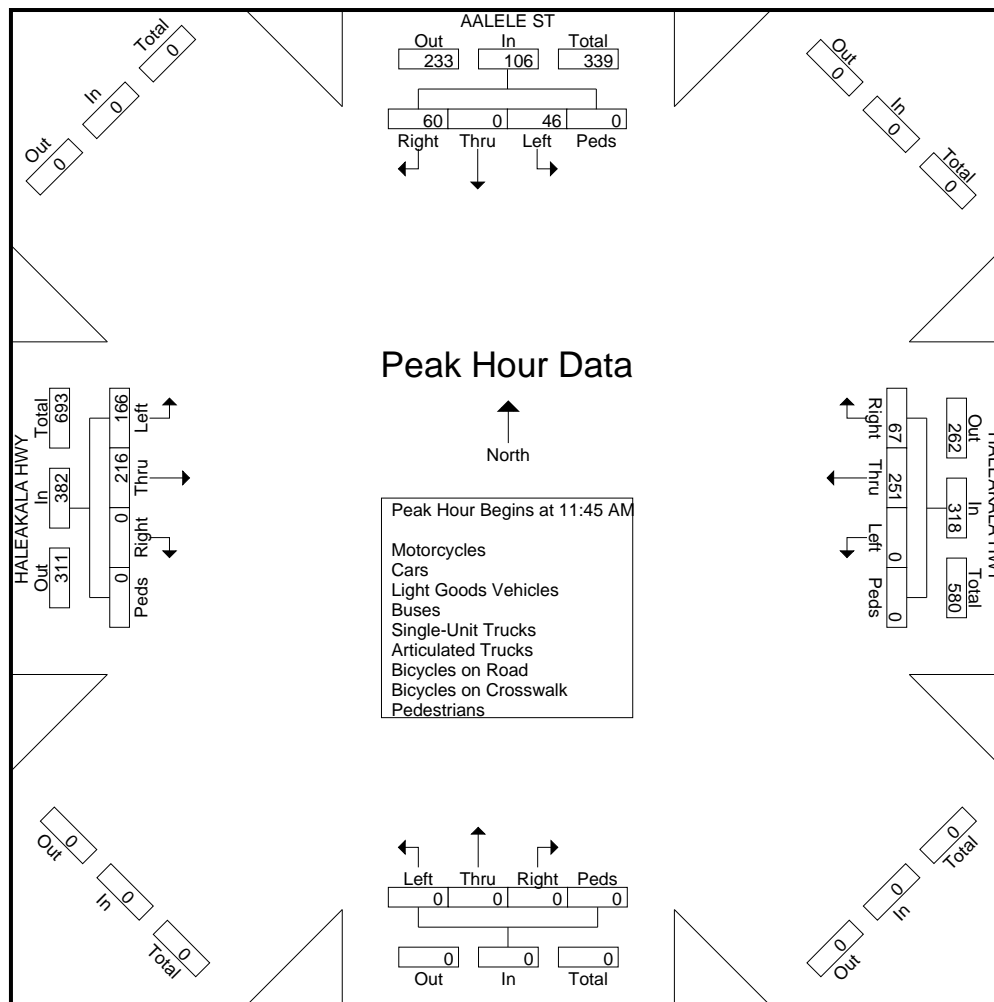 AALELE ST
Out In Total
233 106 339
60 0 46 0
Right Thru Left Peds
Total
0
In
0
Out
0
Out
0
In
0
Total
0
Peak Hour Data
North
HALEAKALA HWY
Total In Out
693 382 311
166 216 0 0
Left Thru Right Peds
Right Thru Left Peds
67 251 0 0
Out In Total
262 318 580
HALEAKALA HWY
Peak Hour Begins at 11:45 AM
Motorcycles
Cars
Light Goods Vehicles
Buses
Single-Unit Trucks
Articulated Trucks
Bicycles on Road
Bicycles on Crosswalk
Pedestrians
0
Out
0
In
0
Total
Left Thru Right Peds
0 0 0 0
0 0 0
Out In Total
0
Total
0
In
0
Out